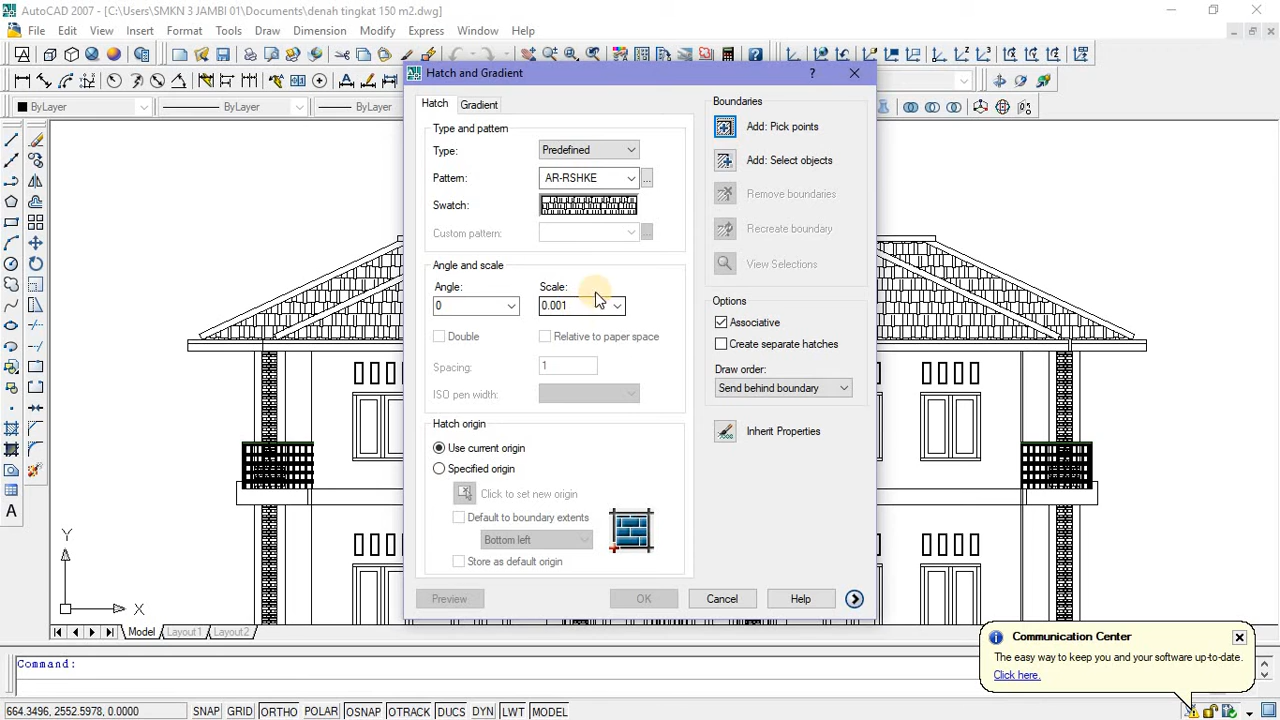 AutoCAD 2007 - [C:\Users\SMKN 3 JAMBI 01\Documents\denah tingkat 150 m2.dwg]
File Edit View Insert Format Tools Draw Dimension Modify Express Window Help
ByLayer ByLayer ByLayer
Hatch and Gradient
Hatch Gradient
Type and pattern
Type: Predefined
Pattern: AR-RSHKE ...
Swatch:
Custom pattern: ...
Angle and scale
Angle: Scale:
0 0.001
Double Relative to paper space
Spacing: 1
ISO pen width:
Hatch origin
Use current origin
Specified origin
Click to set new origin
Default to boundary extents
Bottom left
Store as default origin
Boundaries
Add: Pick points
Add: Select objects
Remove boundaries
Recreate boundary
View Selections
Options
Associative
Create separate hatches
Draw order:
Send behind boundary
Inherit Properties
Preview OK Cancel Help
Y
X
Model Layout1 Layout2
Communication Center
The easy way to keep you and your software up-to-date.
Click here.
Command:
664.3496, 2552.5978, 0.0000 SNAP GRID ORTHO POLAR OSNAP OTRACK DUCS DYN LWT MODEL